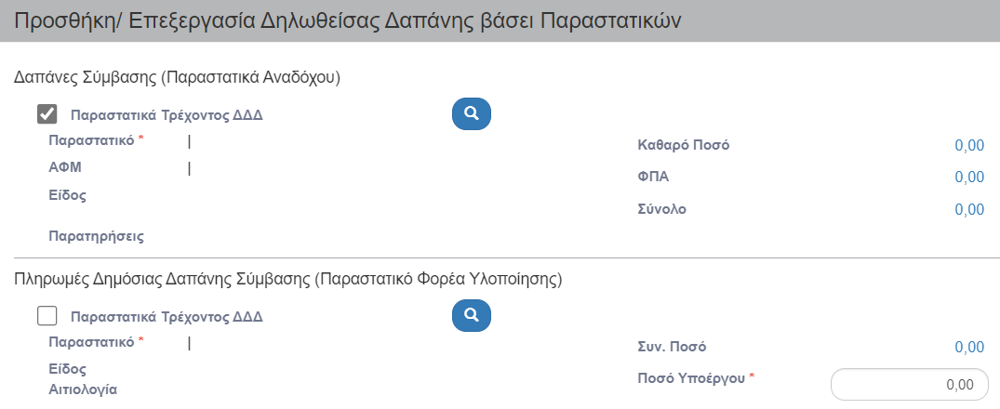 Προσθήκη/ Επεξεργασία Δηλωθείσας Δαπάνης βάσει Παραστατικών
Δαπάνες Σύμβασης (Παραστατικά Αναδόχου)
Παραστατικά Τρέχοντος ΔΔΔ
Παραστατικό * |
Καθαρό Ποσό 0,00
ΑΦΜ |
ΦΠΑ 0,00
Είδος
Σύνολο 0,00
Παρατηρήσεις
Πληρωμές Δημόσιας Δαπάνης Σύμβασης (Παραστατικό Φορέα Υλοποίησης)
Παραστατικά Τρέχοντος ΔΔΔ
Παραστατικό * |
Συν. Ποσό 0,00
Είδος
Ποσό Υποέργου * 0,00
Αιτιολογία